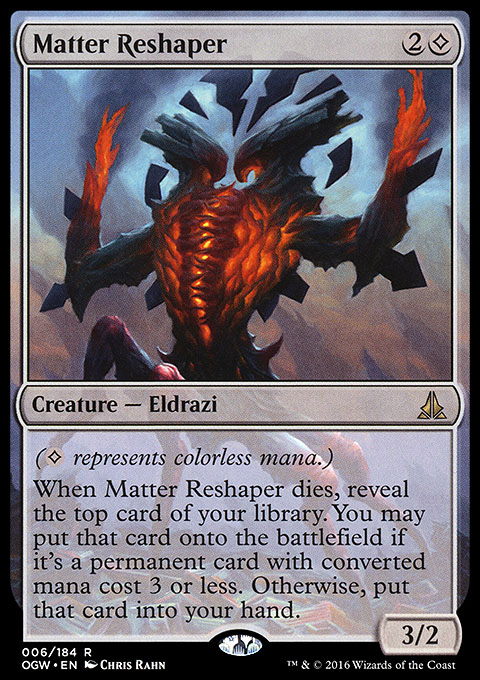 Matter Reshaper 2
Creature — Eldrazi
(◇ represents colorless mana.)
When Matter Reshaper dies, reveal
the top card of your library. You may
put that card onto the battlefield if
it's a permanent card with converted
mana cost 3 or less. Otherwise, put
that card into your hand.
3/2
006/184 R
OGW • EN Chris Rahn
™ & © 2016 Wizards of the Coast